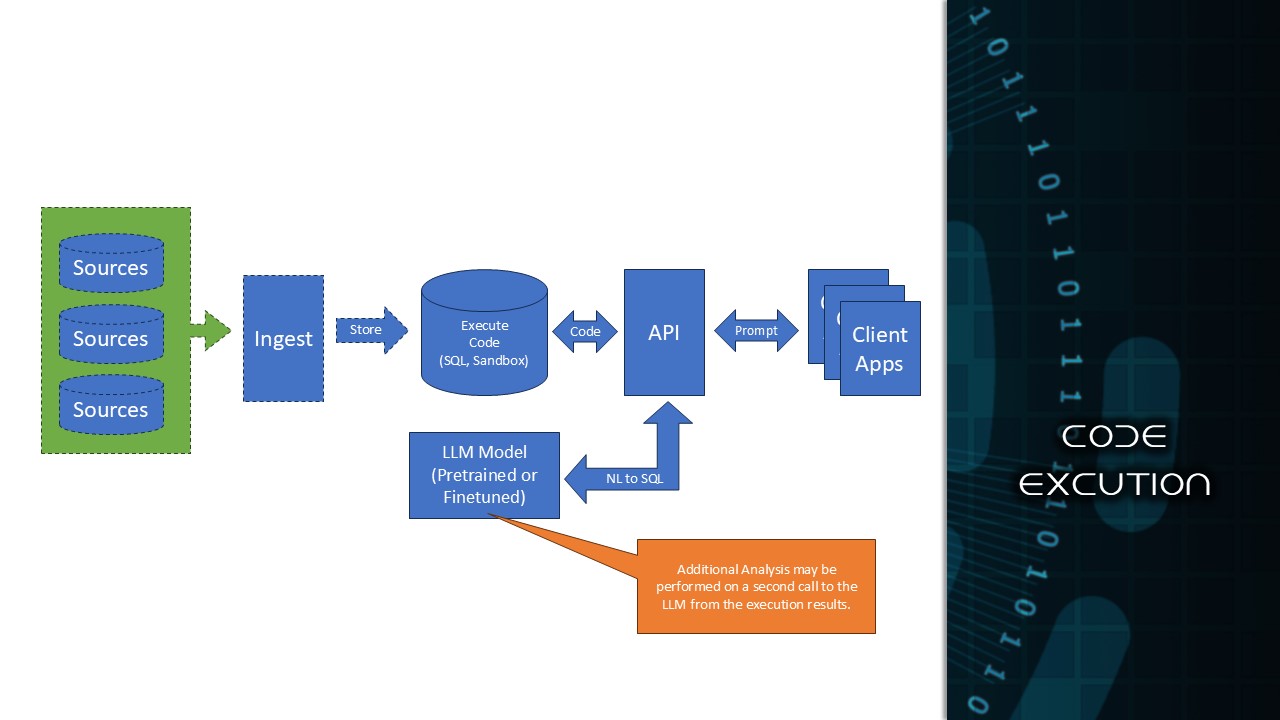 Sources
Sources
Sources
Ingest
Store
Execute
Code
(SQL, Sandbox)
Code
API
Prompt
Client
Apps
LLM Model
(Pretrained or
Finetuned)
NL to SQL
Additional Analysis may be
performed on a second call to the
LLM from the execution results.
CODE
EXCUTION